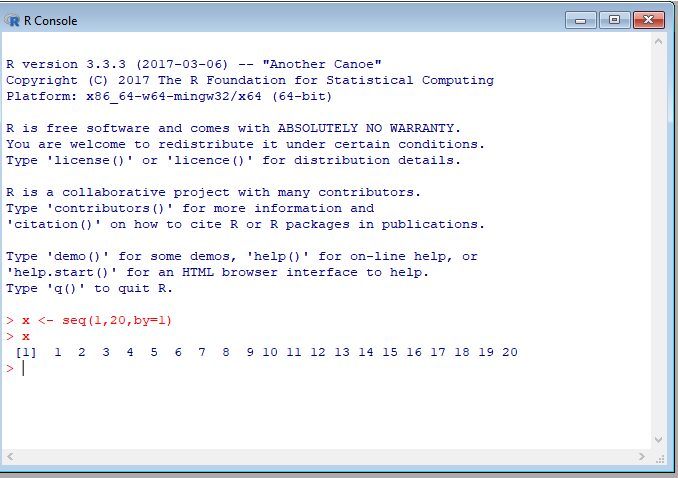 R Console
R version 3.3.3 (2017-03-06) -- "Another Canoe"
Copyright (C) 2017 The R Foundation for Statistical Computing
Platform: x86_64-w64-mingw32/x64 (64-bit)
R is free software and comes with ABSOLUTELY NO WARRANTY.
You are welcome to redistribute it under certain conditions.
Type 'license()' or 'licence()' for distribution details.
R is a collaborative project with many contributors.
Type 'contributors()' for more information and
'citation()' on how to cite R or R packages in publications.
Type 'demo()' for some demos, 'help()' for on-line help, or
'help.start()' for an HTML browser interface to help.
Type 'q()' to quit R.
> x <- seq(1,20,by=1)
> x
[1]  1  2  3  4  5  6  7  8  9 10 11 12 13 14 15 16 17 18 19 20
>